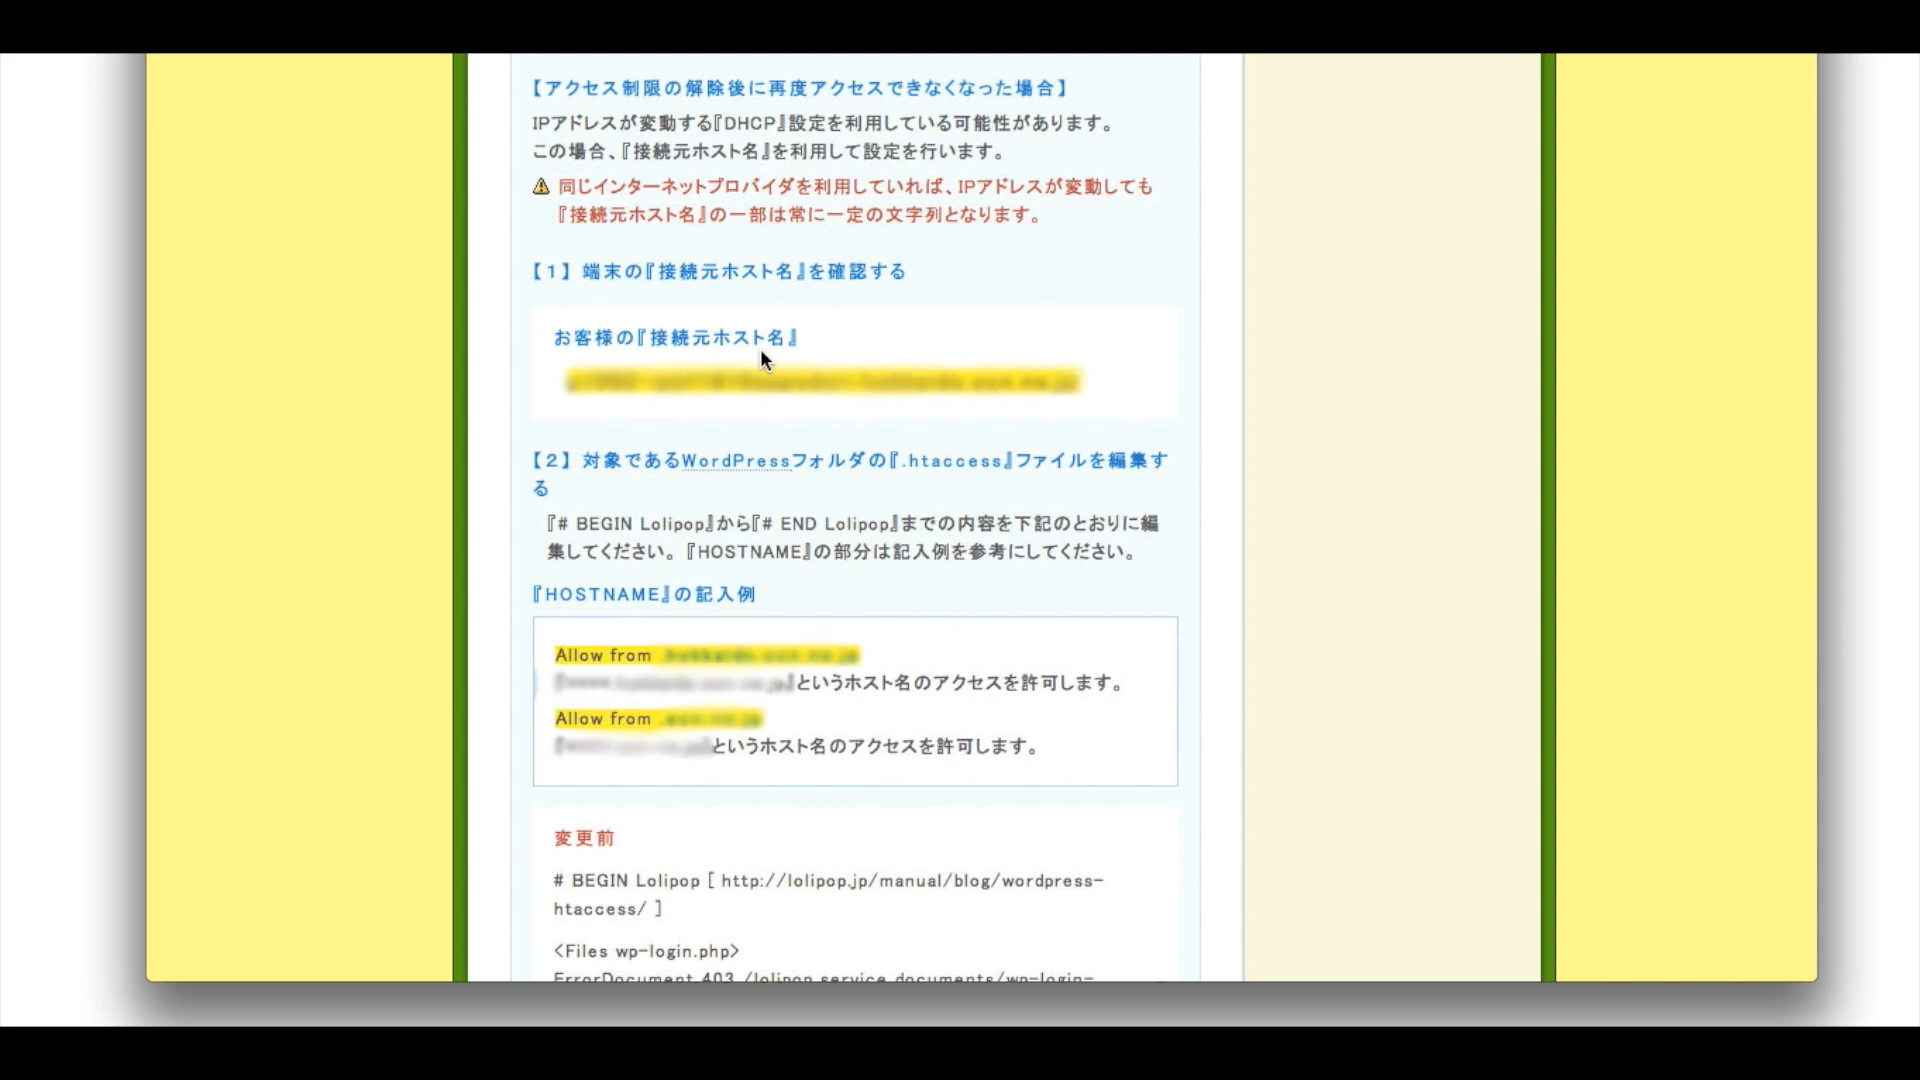 【アクセス制限の解除後に再度アクセスできなくなった場合】
IPアドレスが変動する『DHCP』設定を利用している可能性があります。
この場合、『接続元ホスト名』を利用して設定を行います。
同じインターネットプロバイダを利用していれば、IPアドレスが変動しても
『接続元ホスト名』の一部は常に一定の文字列となります。
【1】 端末の『接続元ホスト名』を確認する
お客様の『接続元ホスト名』
【2】 対象であるWordPressフォルダの『.htaccess』ファイルを編集す
る
『# BEGIN Lolipop』から『# END Lolipop』までの内容を下記のとおりに編
集してください。『HOSTNAME』の部分は記入例を参考にしてください。
『HOSTNAME』の記入例
Allow from
というホスト名のアクセスを許可します。
Allow from
というホスト名のアクセスを許可します。
変更前
# BEGIN Lolipop [ http://lolipop.jp/manual/blog/wordpress-
htaccess/ ]
<Files wp-login.php>
ErrorDocument 403 /lolipop_service_documents/wp-login-